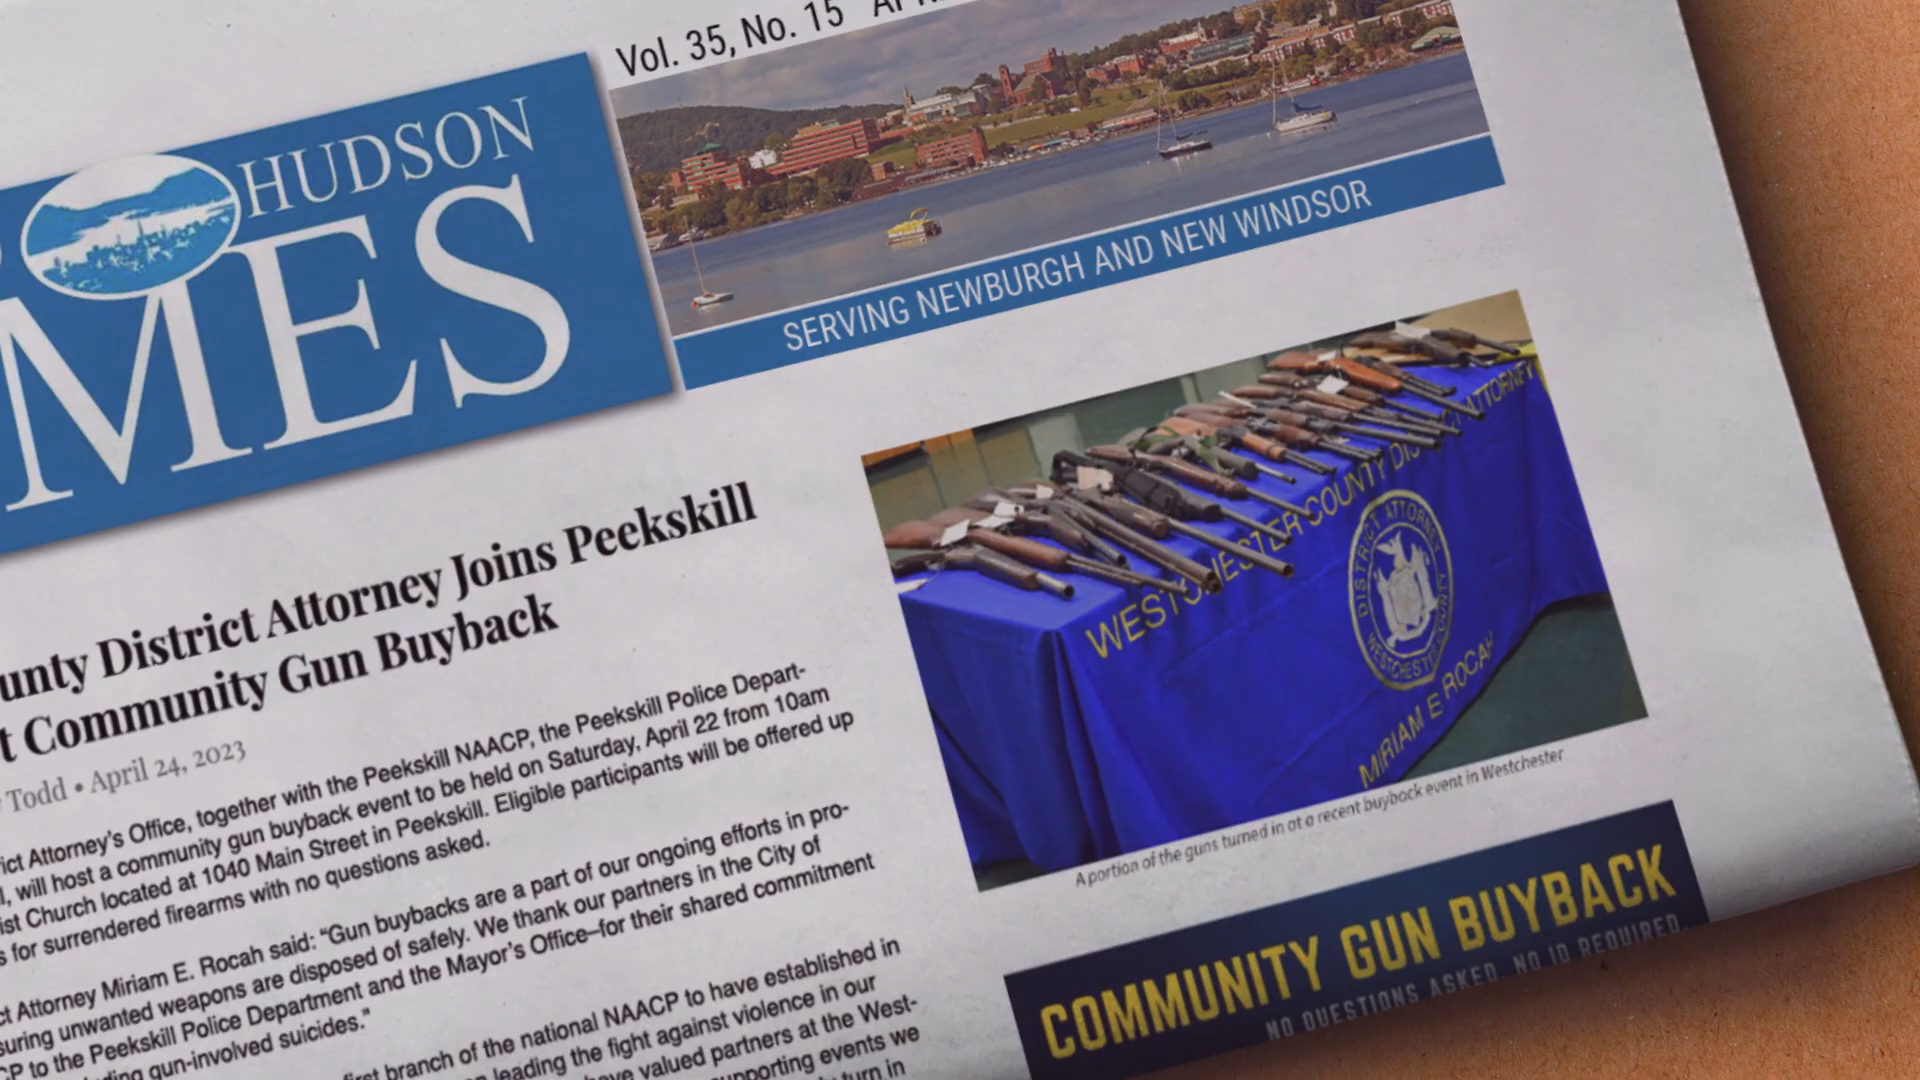 Vol. 35, No. 15
HUDSON
MES
SERVING NEWBURGH AND NEW WINDSOR
unty District Attorney Joins Peekskill
t Community Gun Buyback
Todd • April 24, 2023
ict Attorney's Office, together with the Peekskill NAACP, the Peekskill Police Depart-
l, will host a community gun buyback event to be held on Saturday, April 22 from 10am
ist Church located at 1040 Main Street in Peekskill. Eligible participants will be offered up
s for surrendered firearms with no questions asked.
ct Attorney Miriam E. Rocah said: “Gun buybacks are a part of our ongoing efforts in pro-
suring unwanted weapons are disposed of safely. We thank our partners in the City of
CP to the Peekskill Police Department and the Mayor's Office–for their shared commitment
ding gun-involved suicides.”
first branch of the national NAACP to have established in
leading the fight against violence in our
ve valued partners at the West-
pporting events we
turn in
WESTCHESTER COUNTY DISTRICT ATTORNEY
DISTRICT ATTORNEY
WESTCHESTER COUNTY
MIRIAM E ROCAH
A portion of the guns turned in at a recent buyback event in Westchester
COMMUNITY GUN BUYBACK
NO QUESTIONS ASKED. NO ID REQUIRED.